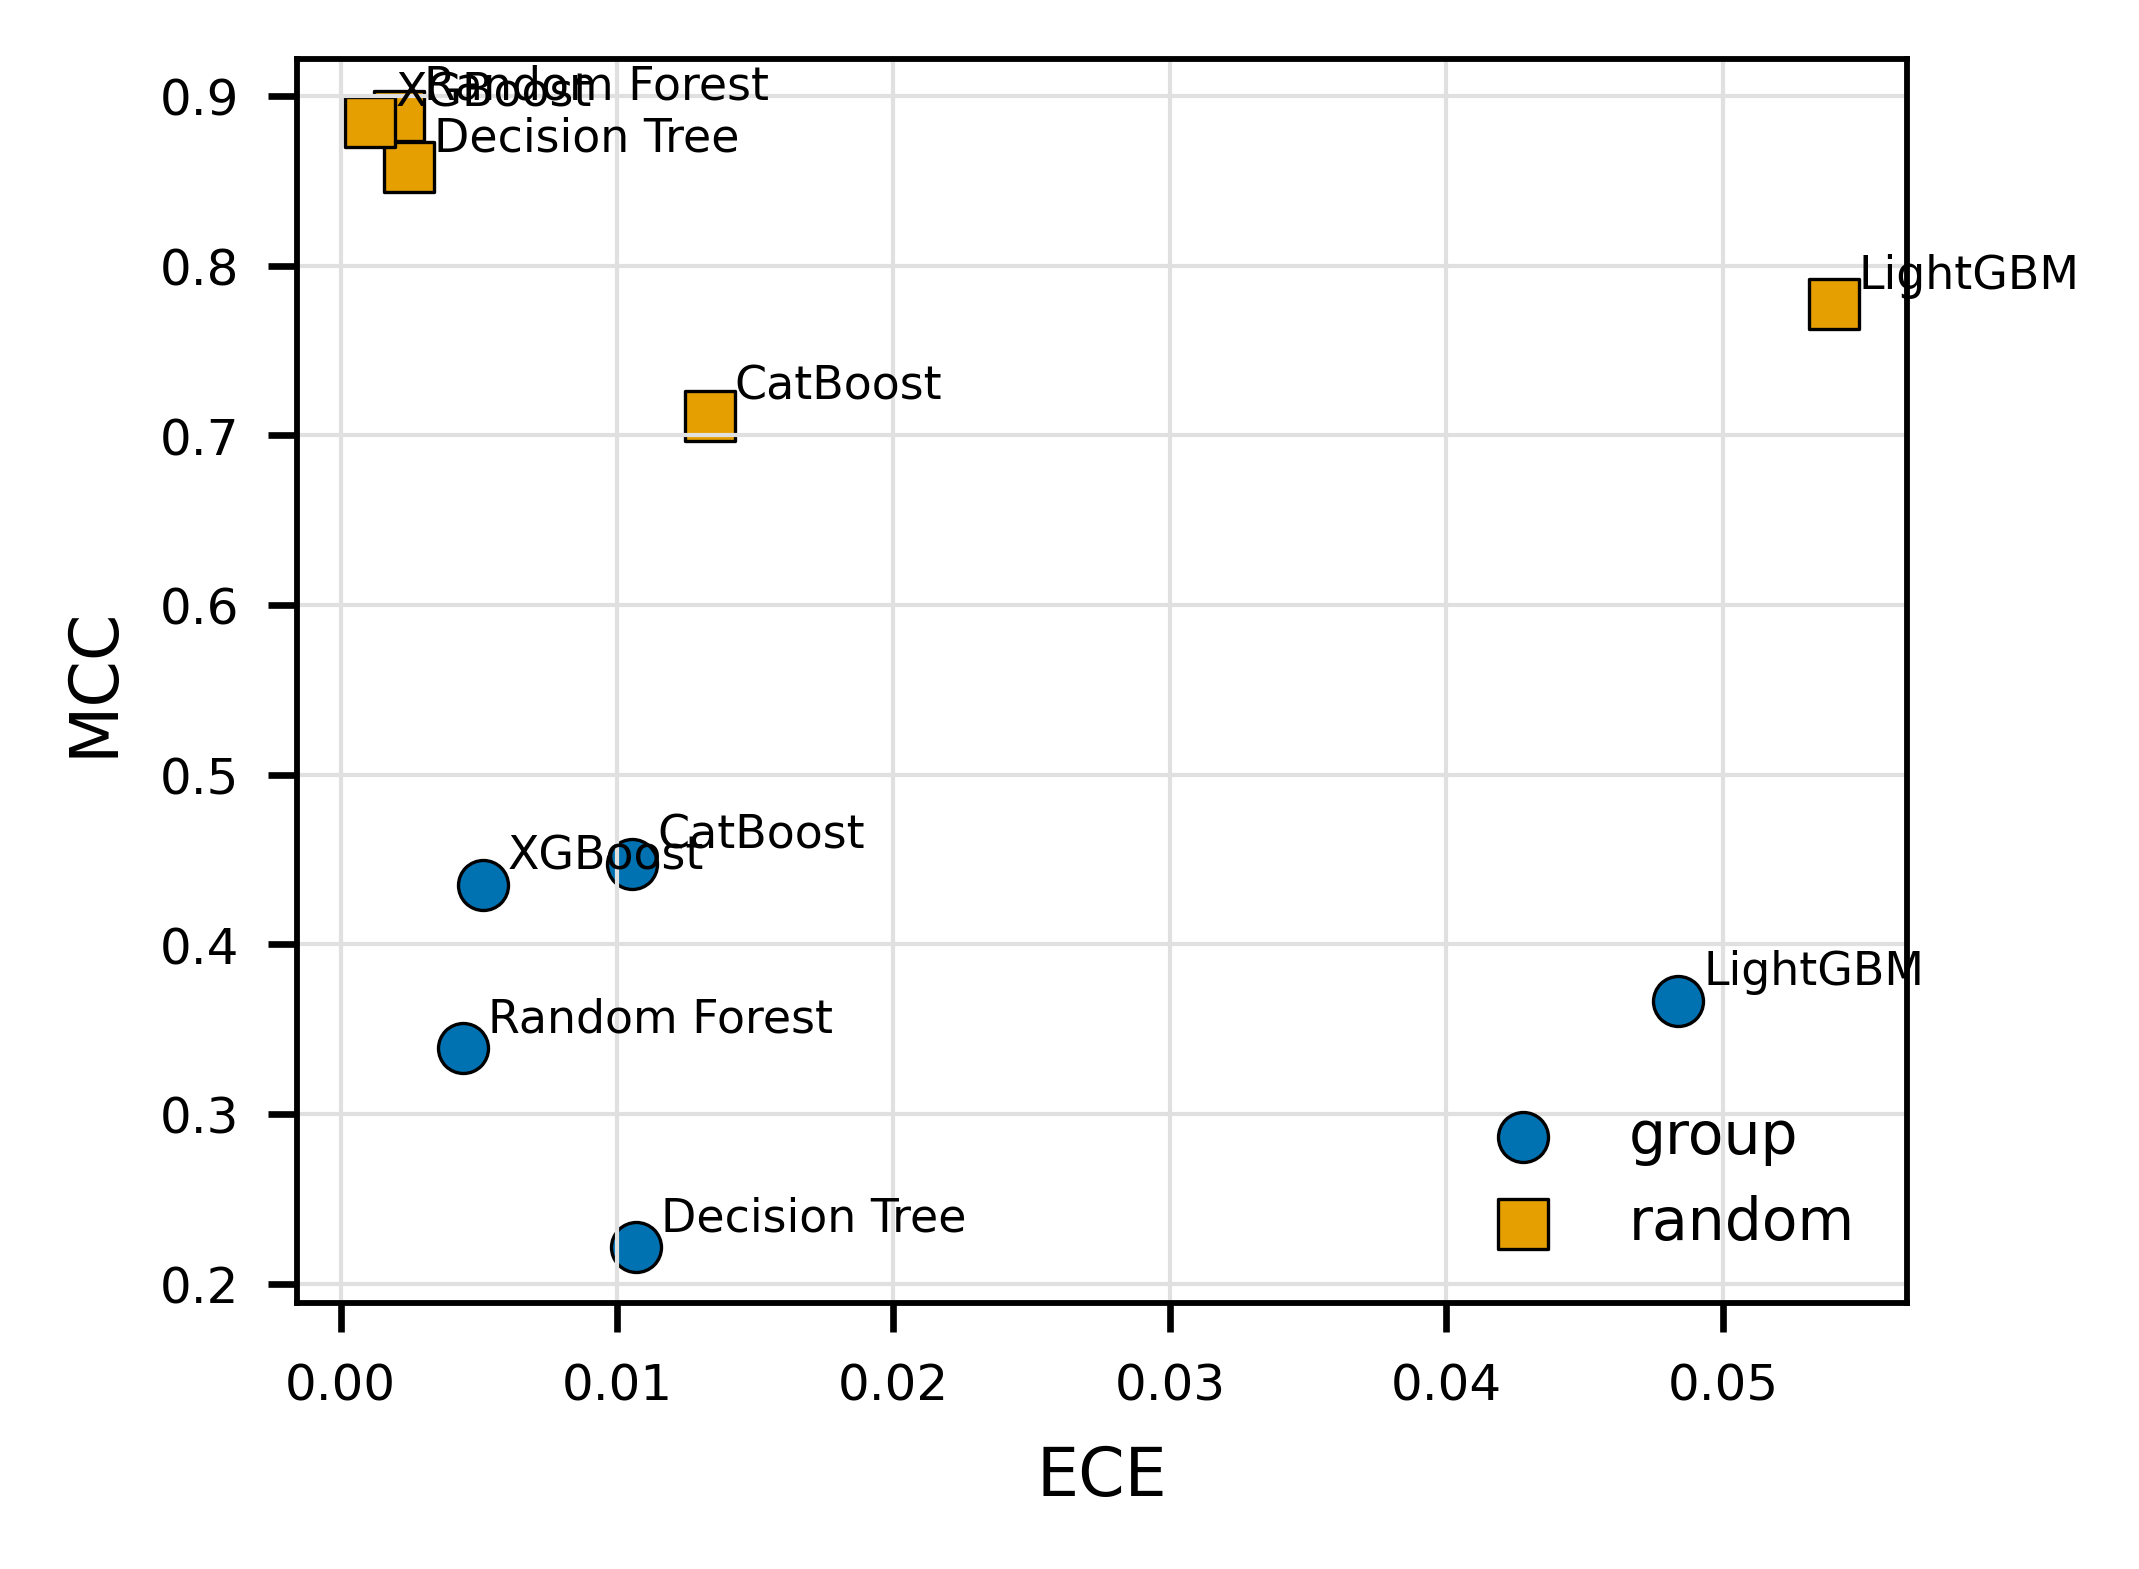 0.9
0.8
0.7
0.6
0.5
0.4
0.3
0.2
MCC
Random Forest
XGBoost
Decision Tree
LightGBM
CatBoost
CatBoost
XGBoost
LightGBM
Random Forest
Decision Tree
group
random
0.00
0.01
0.02
0.03
0.04
0.05
ECE